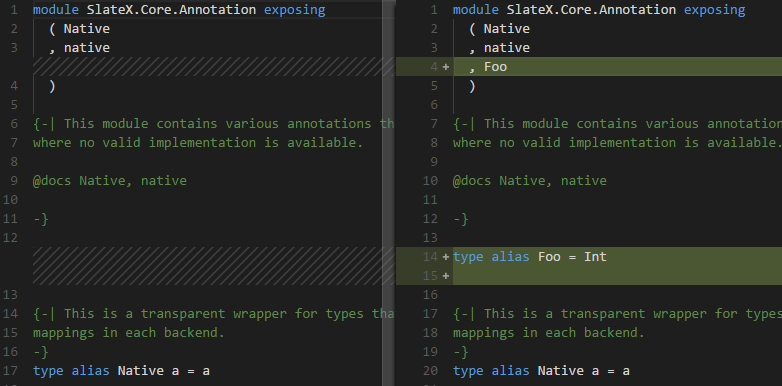 1 module SlateX.Core.Annotation exposing
2 ( Native
3 , native
4 )
5
6 {-| This module contains various annotations th
7 where no valid implementation is available.
8
9 @docs Native, native
10
11 -}
12
13
14 {-| This is a transparent wrapper for types tha
15 mappings in each backend.
16 -}
17 type alias Native a = a
1 module SlateX.Core.Annotation exposing
2 ( Native
3 , native
4 + , Foo
5 )
6
7 {-| This module contains various annotation
8 where no valid implementation is available.
9
10 @docs Native, native
11
12 -}
13
14 + type alias Foo = Int
15 +
16
17 {-| This is a transparent wrapper for types
18 mappings in each backend.
19 -}
20 type alias Native a = a